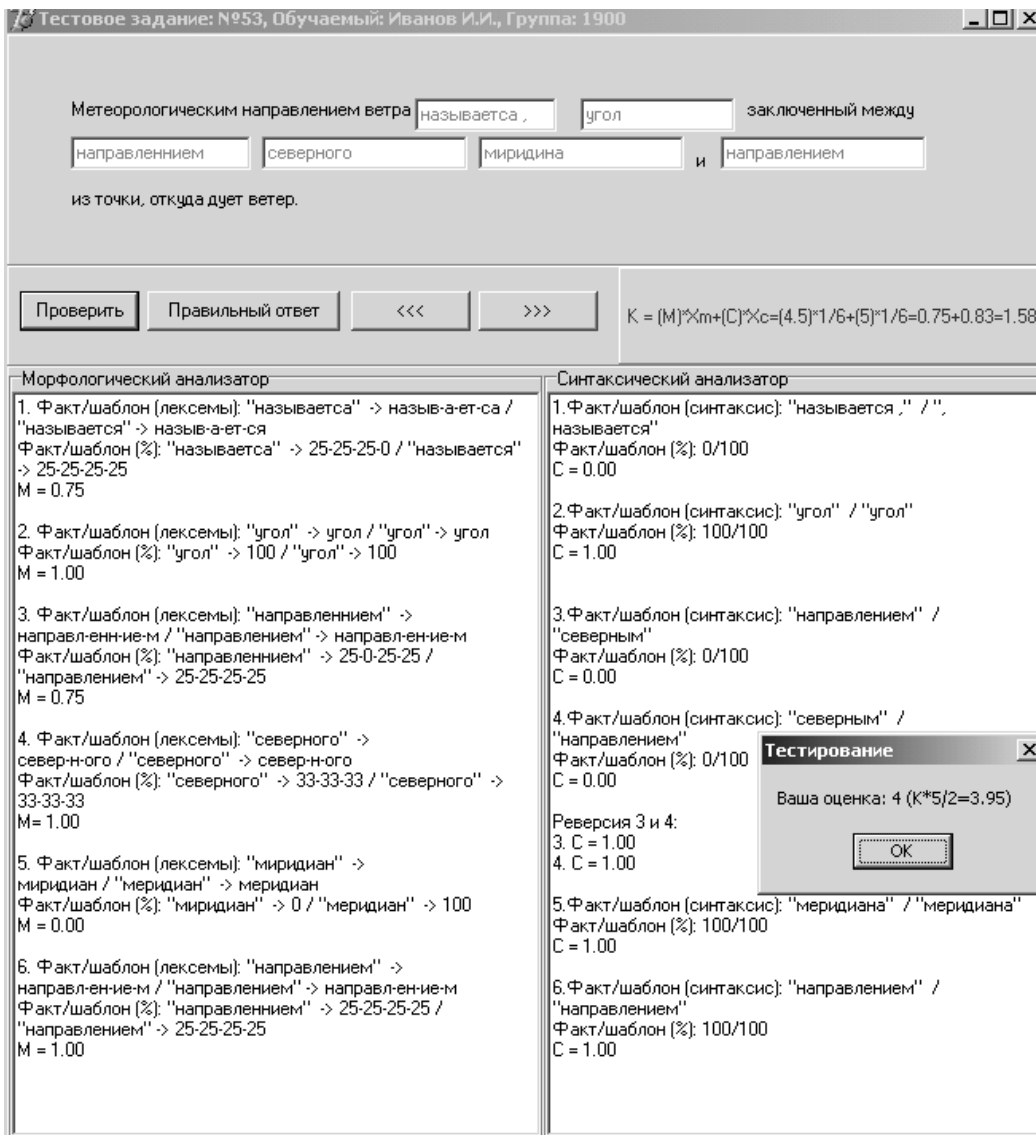 Тестовое задание: №53, Обучаемый: Иванов И.И., Группа: 1900
Метеорологическим направлением ветра называетса , угол заключенный между
направленнием северного миридина и направлением
из точки, откуда дует ветер.
Проверить Правильный ответ <<< >>> K = (M)*Xm+(C)*Xc=(4.5)*1/6+(5)*1/6=0.75+0.83=1.58
Морфологический анализатор
1. Факт/шаблон (лексемы): "называетса" -> назыв-а-ет-са /
"называется" -> назыв-а-ет-ся
Факт/шаблон (%): "называетса" -> 25-25-25-0 / "называется"
-> 25-25-25-25
M = 0.75
2. Факт/шаблон (лексемы): "угол" -> угол / "угол" -> угол
Факт/шаблон (%): "угол" -> 100 / "угол" -> 100
M = 1.00
3. Факт/шаблон (лексемы): "направленнием" ->
направл-енн-ие-м / "направлением" -> направл-ен-ие-м
Факт/шаблон (%): "направленнием" -> 25-0-25-25 /
"направлением" -> 25-25-25-25
M = 0.75
4. Факт/шаблон (лексемы): "северного" ->
север-н-ого / "северного" -> север-н-ого
Факт/шаблон (%): "северного" -> 33-33-33 / "северного" ->
33-33-33
M= 1.00
5. Факт/шаблон (лексемы): "миридиан" ->
миридиан / "меридиан" -> меридиан
Факт/шаблон (%): "миридиан" -> 0 / "меридиан" -> 100
M = 0.00
6. Факт/шаблон (лексемы): "направлением" ->
направл-ен-ие-м / "направлением" -> направл-ен-ие-м
Факт/шаблон (%): "направленнием" -> 25-25-25-25 /
"направлением" -> 25-25-25-25
M = 1.00
Синтаксический анализатор
1.Факт/шаблон (синтаксис): "называется ," / ",
называется"
Факт/шаблон (%): 0/100
C = 0.00
2.Факт/шаблон (синтаксис): "угол" / "угол"
Факт/шаблон (%): 100/100
C = 1.00
3.Факт/шаблон (синтаксис): "направлением" /
"северным"
Факт/шаблон (%): 0/100
C = 0.00
4.Факт/шаблон (синтаксис): "северным" /
"направлением"
Факт/шаблон (%): 0/100
C = 0.00
Реверсия 3 и 4:
3. C = 1.00
4. C = 1.00
5.Факт/шаблон (синтаксис): "меридиана" / "меридиана"
Факт/шаблон (%): 100/100
C = 1.00
6.Факт/шаблон (синтаксис): "направлением" /
"направлением"
Факт/шаблон (%): 100/100
C = 1.00
Тестирование
Ваша оценка: 4 (K*5/2=3.95)
OK